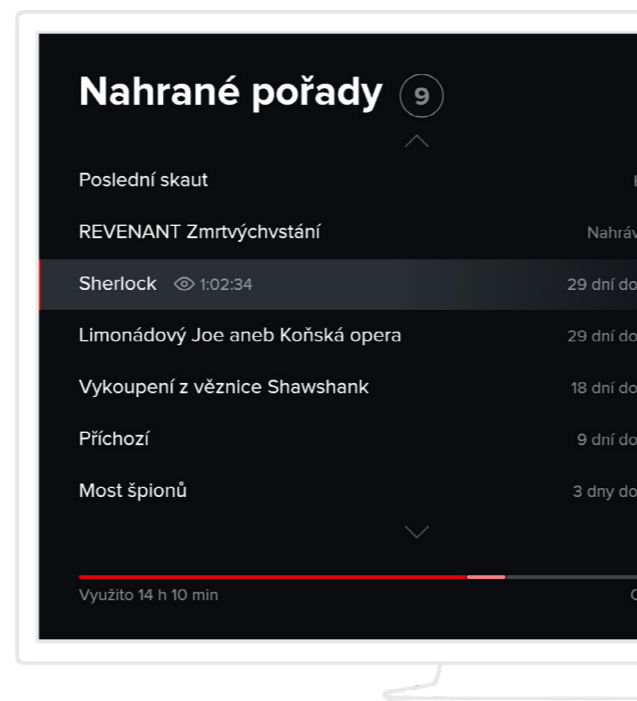 Nahrané pořady 9
Poslední skaut
REVENANT Zmrtvýchvstání
Sherlock 1:02:34 29 dní do
Limonádový Joe aneb Koňská opera 29 dní do
Vykoupení z věznice Shawshank 18 dní do
Příchozí 9 dní do
Most špionů 3 dny do
Využito 14 h 10 min